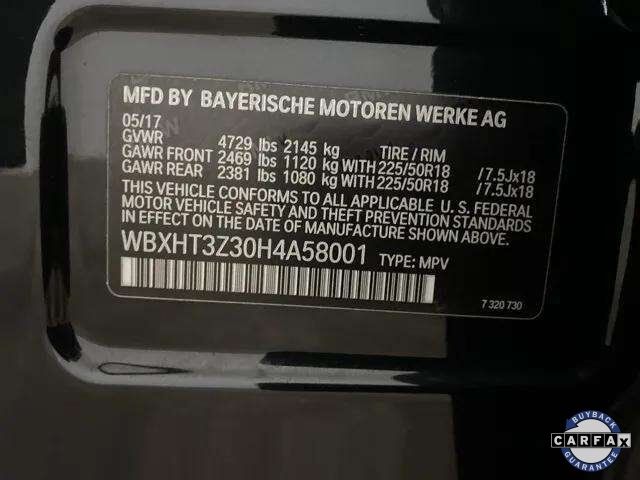 MFD BY BAYERISCHE MOTOREN WERKE AG
05/17
GVWR 4729 lbs 2145 kg TIRE / RIM
GAWR FRONT 2469 lbs 1120 kg WITH 225/50R18 /7.5Jx18
GAWR REAR 2381 lbs 1080 kg WITH 225/50R18 /7.5Jx18
THIS VEHICLE CONFORMS TO ALL APPLICABLE U.S. FEDERAL
MOTOR VEHICLE SAFETY AND THEFT PREVENTION STANDARDS
IN EFFECT ON THE DATE OF MANUFACTURE SHOWN ABOVE.
WBXHT3Z30H4A58001 TYPE: MPV
7 320 730
BUYBACK
CARFAX
GUARANTEE